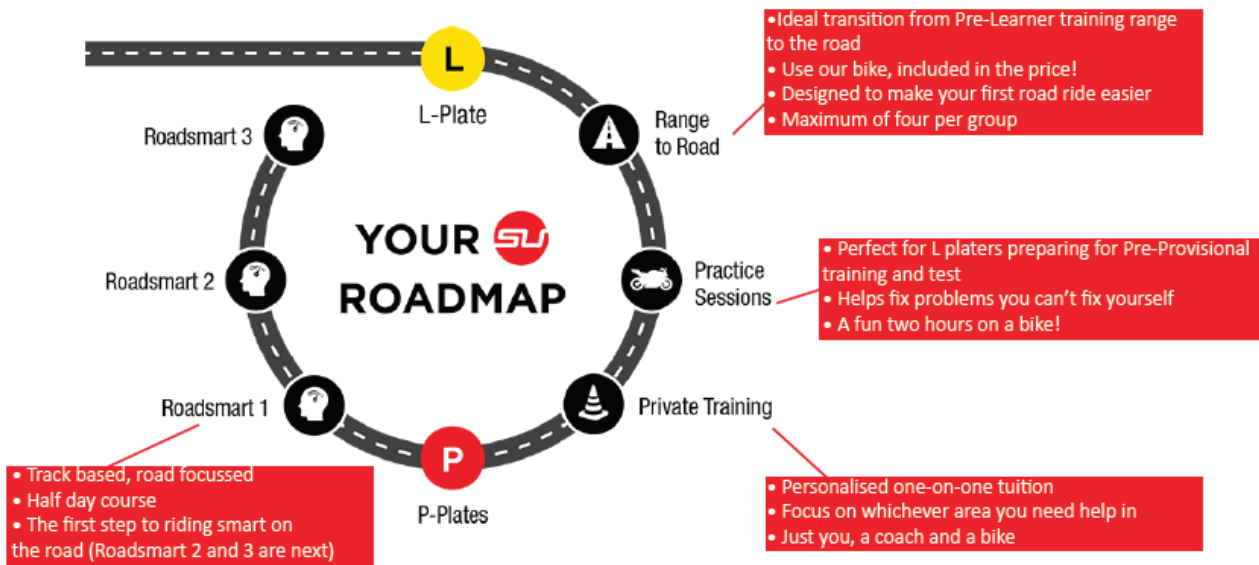 L
L-Plate
•Ideal transition from Pre-Learner training range
to the road
• Use our bike, included in the price!
• Designed to make your first road ride easier
• Maximum of four per group
Range
to Road
Roadsmart 3
YOUR SU
ROADMAP
• Perfect for L platers preparing for Pre-Provisional
training and test
• Helps fix problems you can’t fix yourself
• A fun two hours on a bike!
Practice
Sessions
Roadsmart 2
Private Training
Roadsmart 1
P
P-Plates
• Track based, road focussed
• Half day course
• The first step to riding smart on
the road (Roadsmart 2 and 3 are next)
• Personalised one-on-one tuition
• Focus on whichever area you need help in
• Just you, a coach and a bike